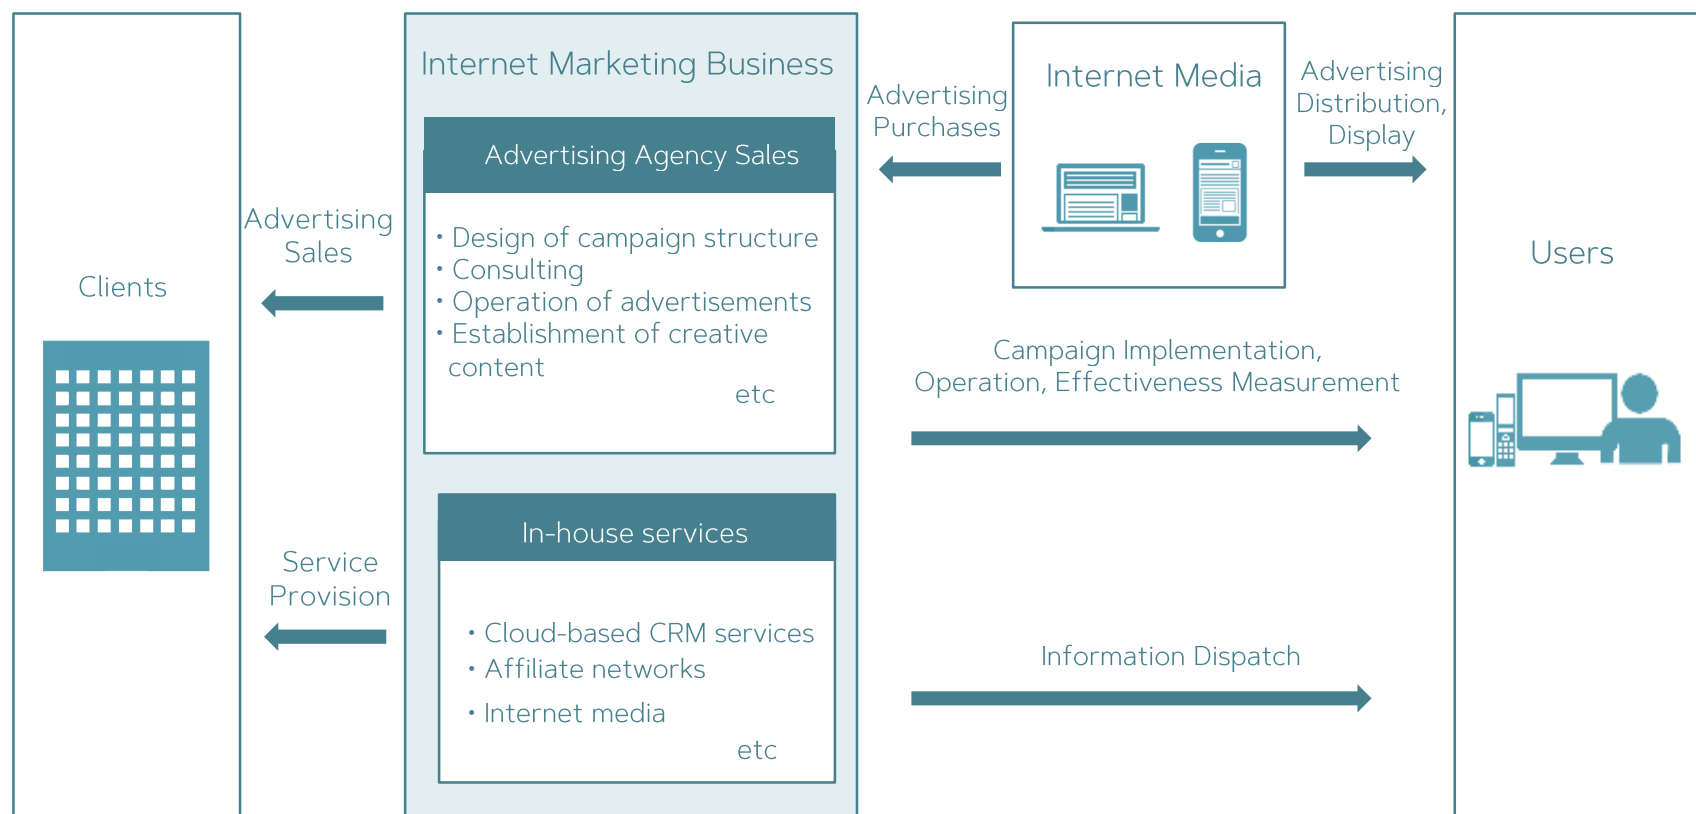 Clients
Advertising
Sales
Service
Provision
Internet Marketing Business
Advertising Agency Sales
・Design of campaign structure
・Consulting
・Operation of advertisements
・Establishment of creative
content
etc
In-house services
・Cloud-based CRM services
・Affiliate networks
・Internet media
etc
Advertising
Purchases
Internet Media
Advertising
Distribution,
Display
Campaign Implementation,
Operation, Effectiveness Measurement
Information Dispatch
Users